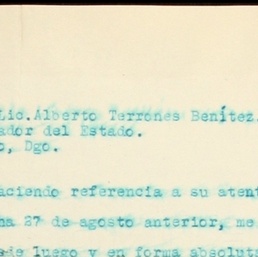 Lic. Alberto Terrones Benítez.
ador del Estado.
o, Dgo.
aciendo referencia a su atent
na 27 de agosto anterior, me
de luego y en forma absolut